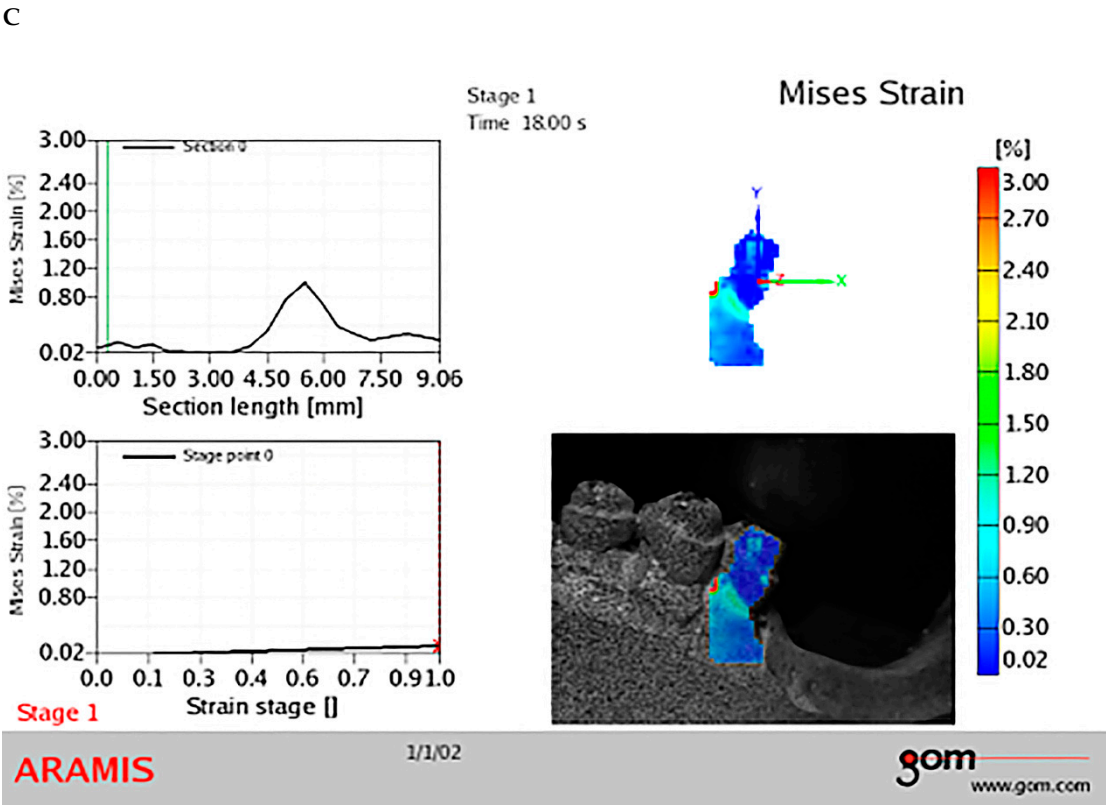 C
Stage 1
Time 18.00 s
Mises Strain
[%]
3.00
2.70
2.40
2.10
1.80
1.50
1.20
0.90
0.60
0.30
0.02
Y
Z
X
Section 0
Mises Strain [%]
3.00
2.40
2.00
1.60
1.20
0.80
0.02
0.00 1.50 3.00 4.50 6.00 7.50 9.06
Section length [mm]
Stage point 0
Mises Strain [%]
3.00
2.40
2.00
1.60
1.20
0.80
0.02
0.0 0.1 0.3 0.4 0.6 0.7 0.9 1.0
Strain stage []
Stage 1
ARAMIS
1/1/02
gom
www.gom.com